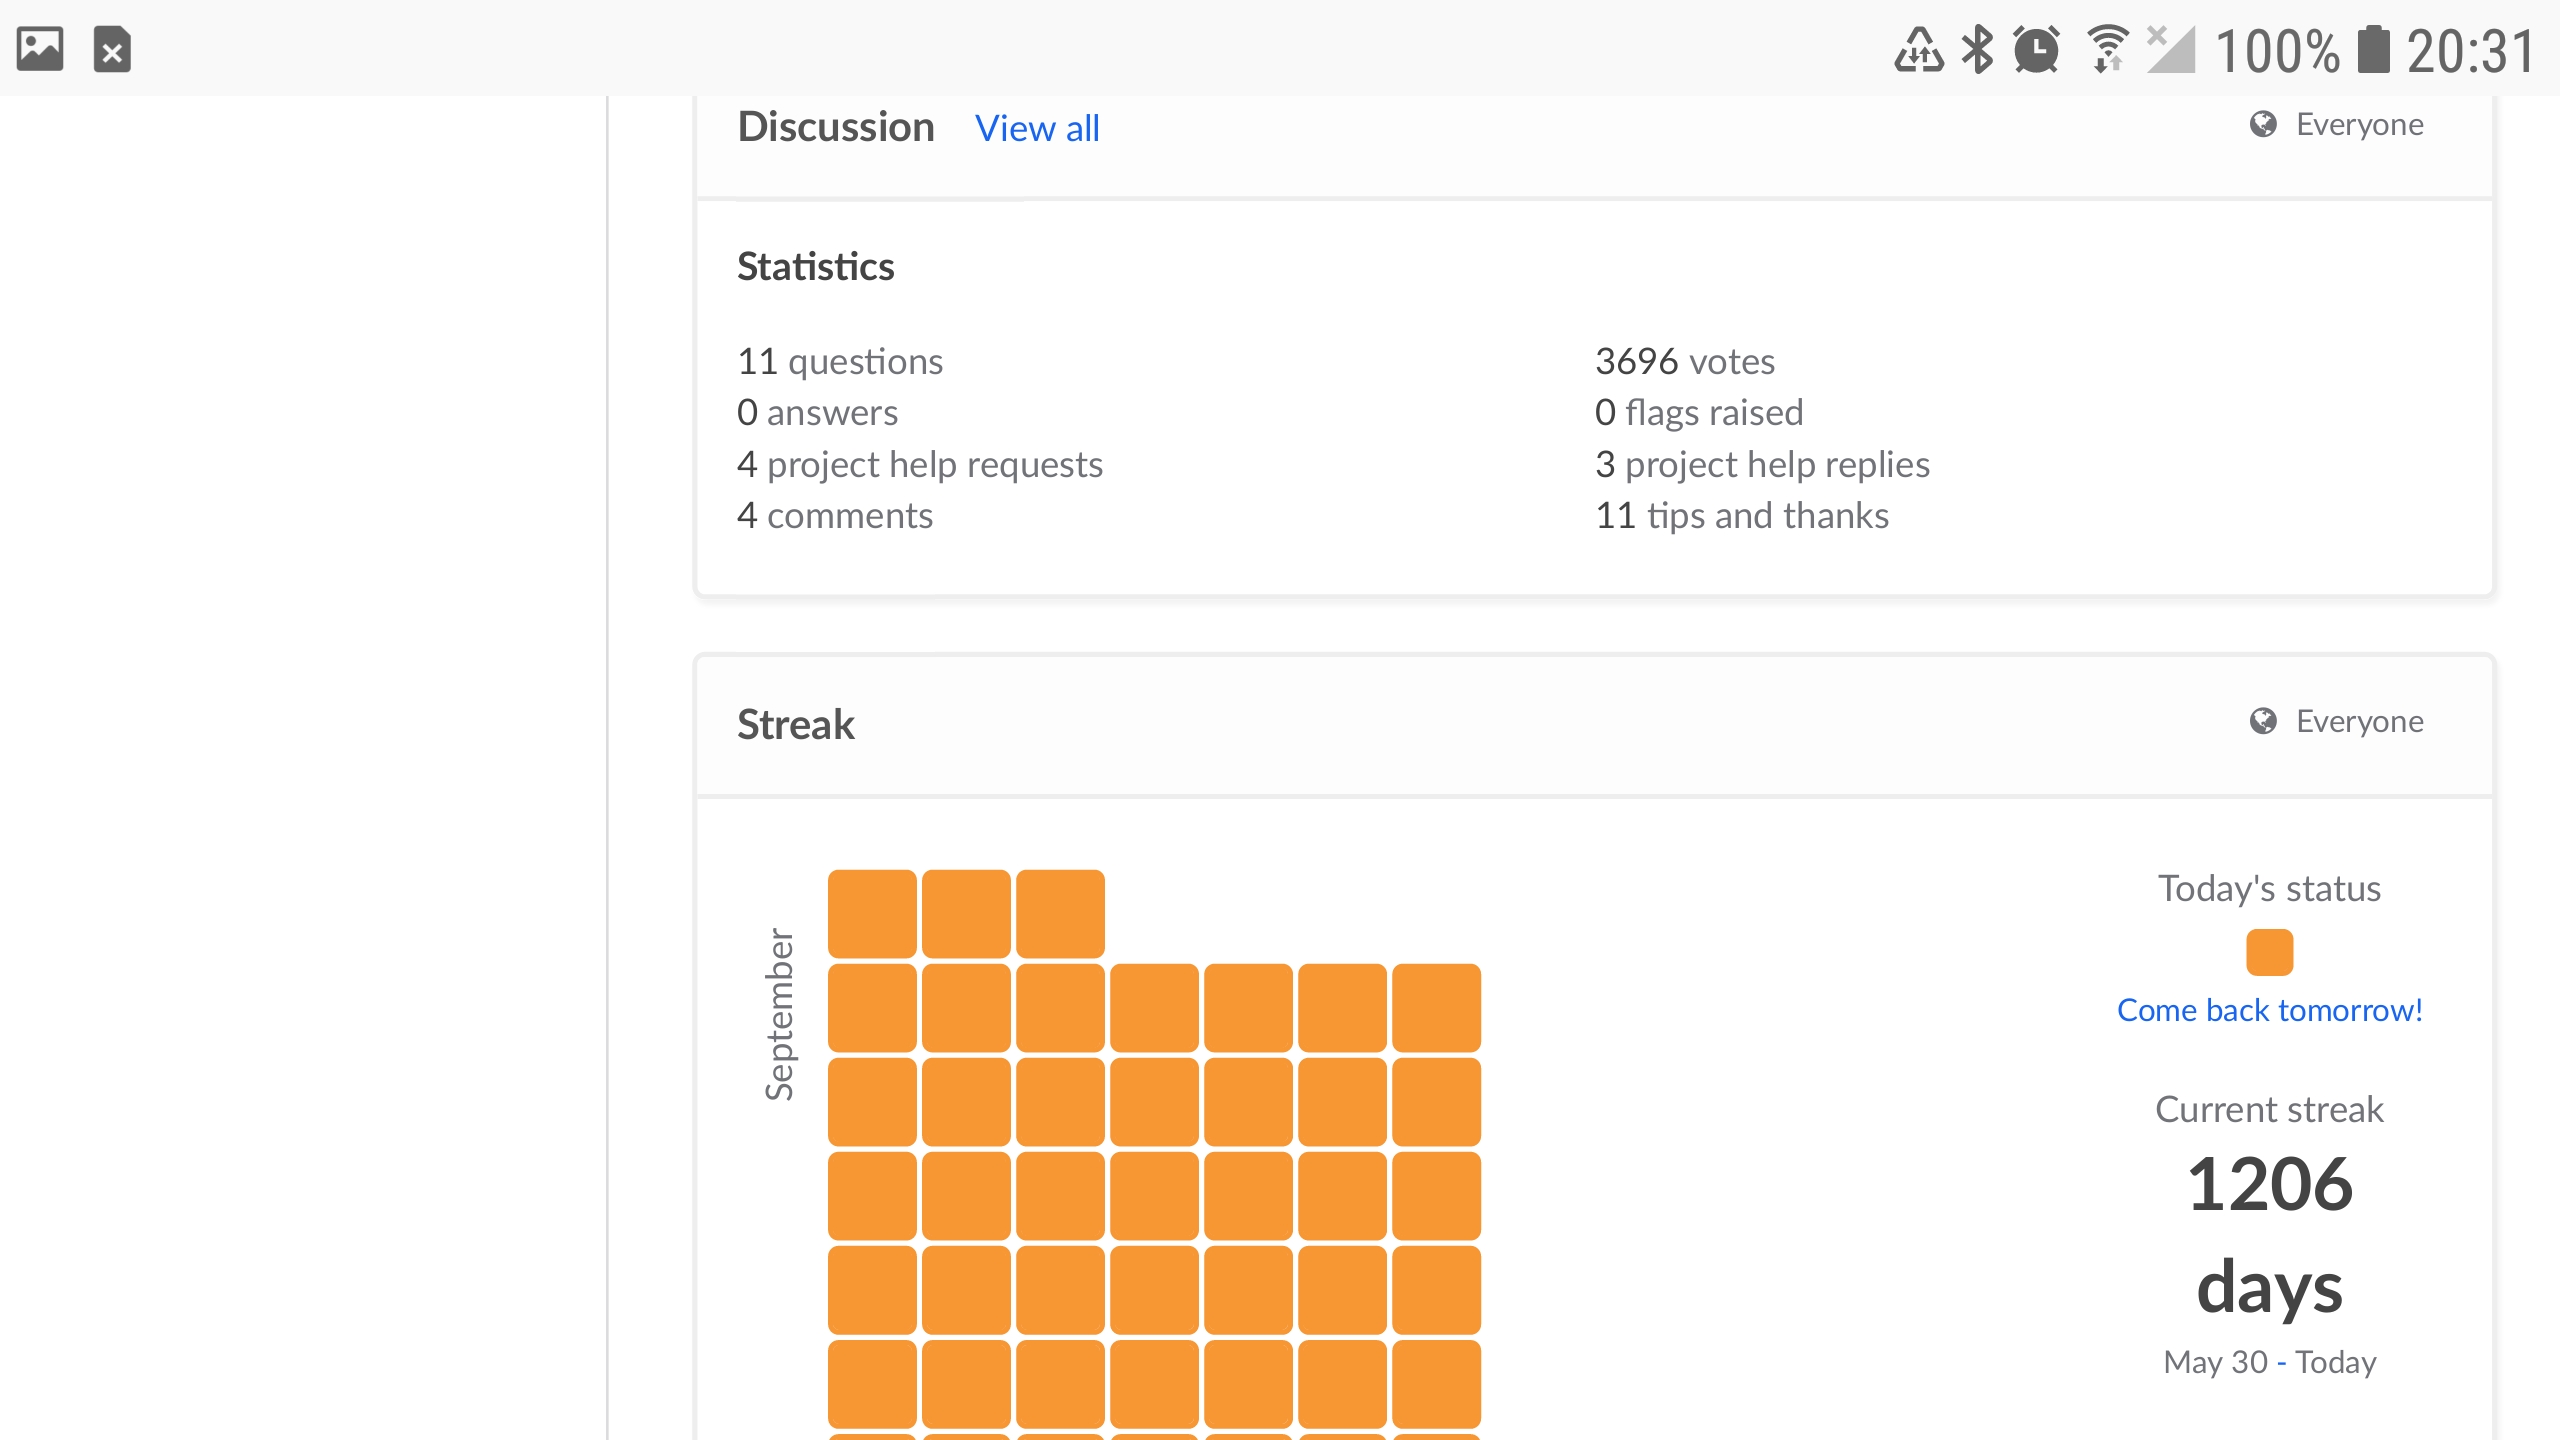 100% 20:31
Discussion View all Everyone
Statistics
11 questions
0 answers
4 project help requests
4 comments
3696 votes
0 flags raised
3 project help replies
11 tips and thanks
Streak Everyone
September
Today's status
Come back tomorrow!
Current streak
1206
days
May 30 - Today